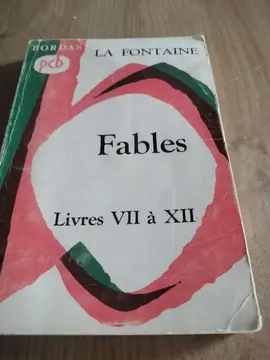 BORDAS
pcb
LA FONTAINE
Fables
Livres VII à XII